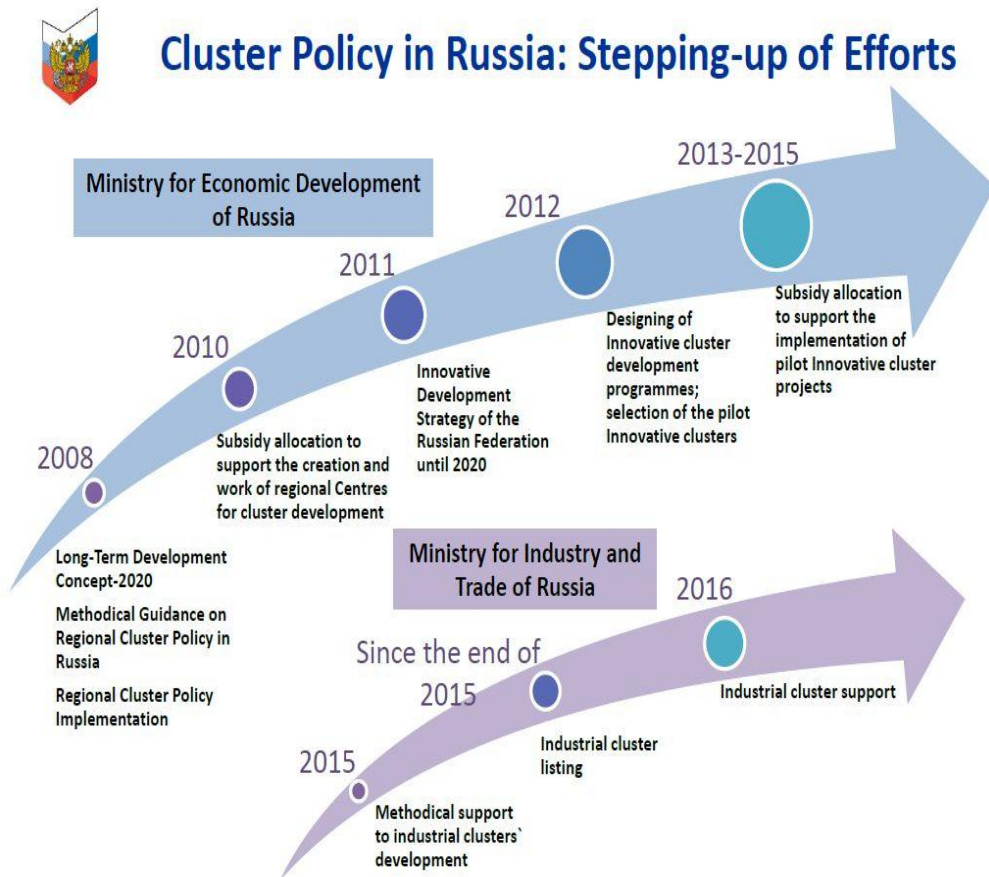 Cluster Policy in Russia: Stepping-up of Efforts
Ministry for Economic Development
of Russia
2008
Long-Term Development
Concept-2020
Methodical Guidance on
Regional Cluster Policy in
Russia
Regional Cluster Policy
Implementation
2010
Subsidy allocation to
support the creation and
work of regional Centres
for cluster development
2011
Innovative
Development
Strategy of the
Russian Federation
until 2020
2012
Designing of
Innovative cluster
development
programmes;
selection of the pilot
Innovative clusters
2013-2015
Subsidy allocation
to support the
implementation of
pilot Innovative cluster
projects
Ministry for Industry and
Trade of Russia
2015
Methodical support
to industrial clusters`
development
Since the end of
2015
Industrial cluster
listing
2016
Industrial cluster support